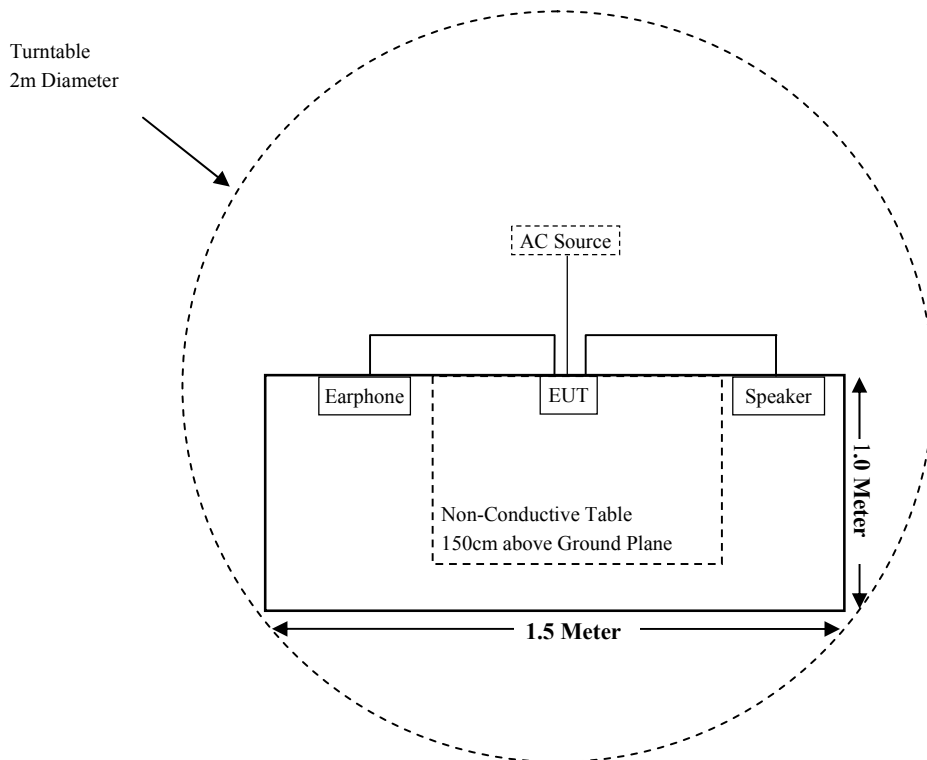 Turntable
2m Diameter
AC Source
Earphone
EUT
Speaker
1.0 Meter
Non-Conductive Table
150cm above Ground Plane
1.5 Meter